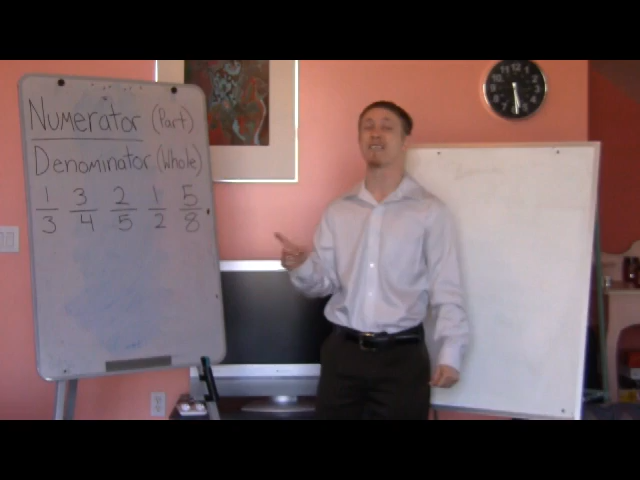 Numerator (Part)
Denominator (Whole)
1/3 3/4 2/5 1/2 5/8